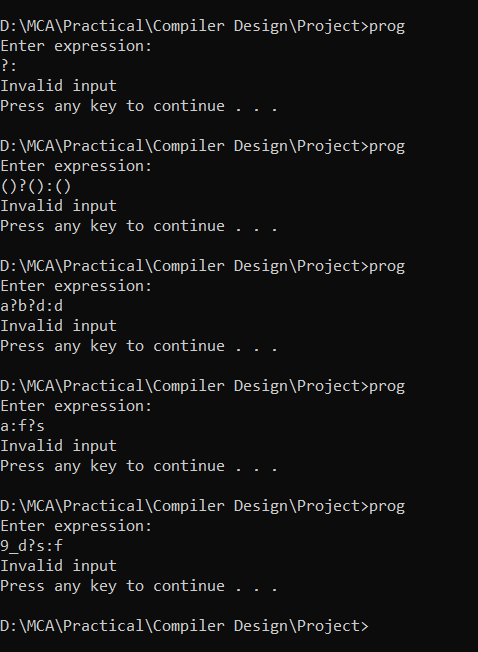 D:\MCA\Practical\Compiler Design\Project>prog
Enter expression:
?:
Invalid input
Press any key to continue . . .
D:\MCA\Practical\Compiler Design\Project>prog
Enter expression:
()?():()
Invalid input
Press any key to continue . . .
D:\MCA\Practical\Compiler Design\Project>prog
Enter expression:
a?b?d:d
Invalid input
Press any key to continue . . .
D:\MCA\Practical\Compiler Design\Project>prog
Enter expression:
a:f?s
Invalid input
Press any key to continue . . .
D:\MCA\Practical\Compiler Design\Project>prog
Enter expression:
9_d?s:f
Invalid input
Press any key to continue . . .
D:\MCA\Practical\Compiler Design\Project>